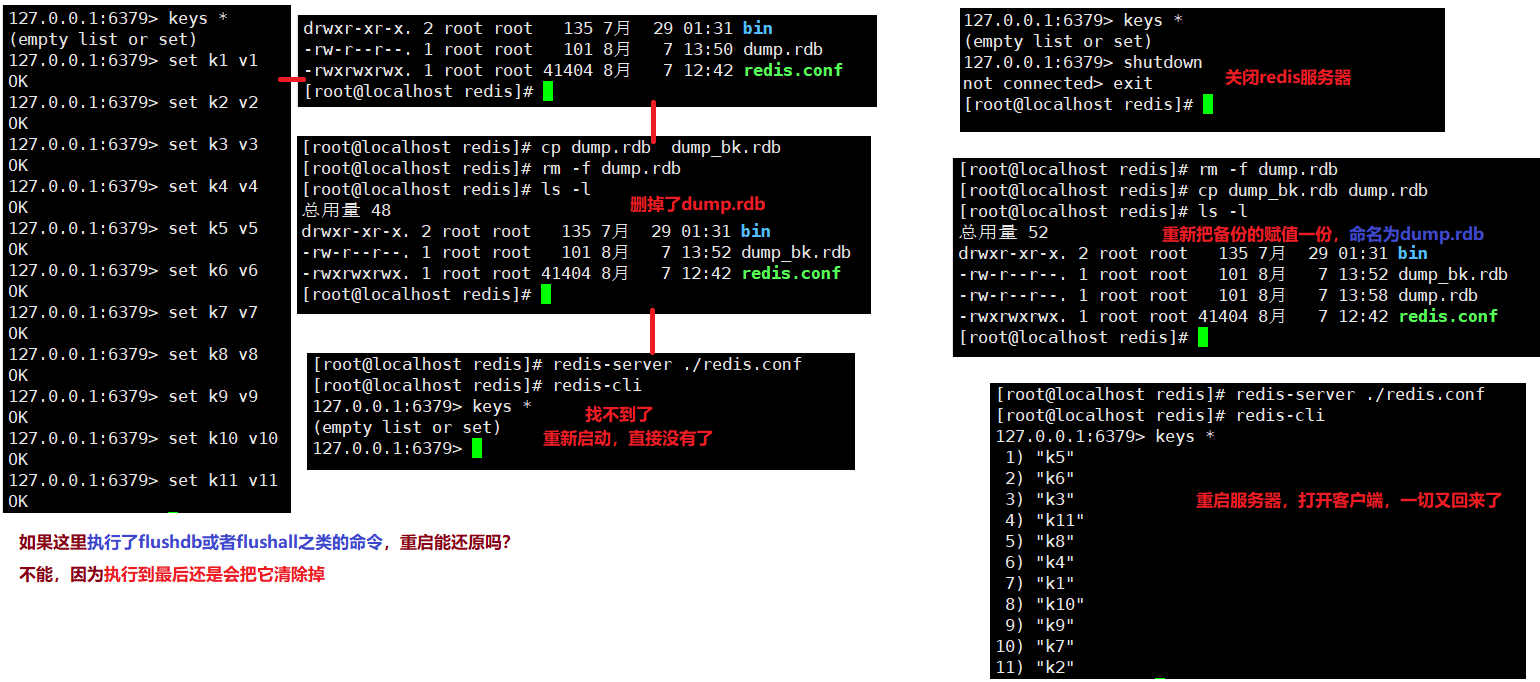 127.0.0.1:6379> keys *
(empty list or set)
127.0.0.1:6379> set k1 v1
OK
127.0.0.1:6379> set k2 v2
OK
127.0.0.1:6379> set k3 v3
OK
127.0.0.1:6379> set k4 v4
OK
127.0.0.1:6379> set k5 v5
OK
127.0.0.1:6379> set k6 v6
OK
127.0.0.1:6379> set k7 v7
OK
127.0.0.1:6379> set k8 v8
OK
127.0.0.1:6379> set k9 v9
OK
127.0.0.1:6379> set k10 v10
OK
127.0.0.1:6379> set k11 v11
OK
如果这里执行了flushdb或者flushall之类的命令，重启能还原吗？
不能，因为执行到最后还是会把它清除掉
drwxr-xr-x. 2 root root   135 7月  29 01:31 bin
-rw-r--r--. 1 root root   101 8月   7 13:50 dump.rdb
-rwxrwxrwx. 1 root root 41404 8月   7 12:42 redis.conf
[root@localhost redis]#
[root@localhost redis]# cp dump.rdb  dump_bk.rdb
[root@localhost redis]# rm -f dump.rdb
[root@localhost redis]# ls -l
总用量 48
删掉了dump.rdb
drwxr-xr-x. 2 root root   135 7月  29 01:31 bin
-rw-r--r--. 1 root root   101 8月   7 13:52 dump_bk.rdb
-rwxrwxrwx. 1 root root 41404 8月   7 12:42 redis.conf
[root@localhost redis]#
[root@localhost redis]# redis-server ./redis.conf
[root@localhost redis]# redis-cli
127.0.0.1:6379> keys *
(empty list or set)
127.0.0.1:6379>
找不到了
重新启动，直接没有了
127.0.0.1:6379> keys *
(empty list or set)
127.0.0.1:6379> shutdown
not connected> exit
[root@localhost redis]#
关闭redis服务器
[root@localhost redis]# rm -f dump.rdb
[root@localhost redis]# cp dump_bk.rdb dump.rdb
[root@localhost redis]# ls -l
总用量 52
重新把备份的赋值一份，命名为dump.rdb
drwxr-xr-x. 2 root root   135 7月  29 01:31 bin
-rw-r--r--. 1 root root   101 8月   7 13:52 dump_bk.rdb
-rw-r--r--. 1 root root   101 8月   7 13:58 dump.rdb
-rwxrwxrwx. 1 root root 41404 8月   7 12:42 redis.conf
[root@localhost redis]#
[root@localhost redis]# redis-server ./redis.conf
[root@localhost redis]# redis-cli
127.0.0.1:6379> keys *
1) "k5"
2) "k6"
3) "k3"
4) "k11"
5) "k8"
6) "k4"
7) "k1"
8) "k10"
9) "k9"
10) "k7"
11) "k2"
重启服务器，打开客户端，一切又回来了